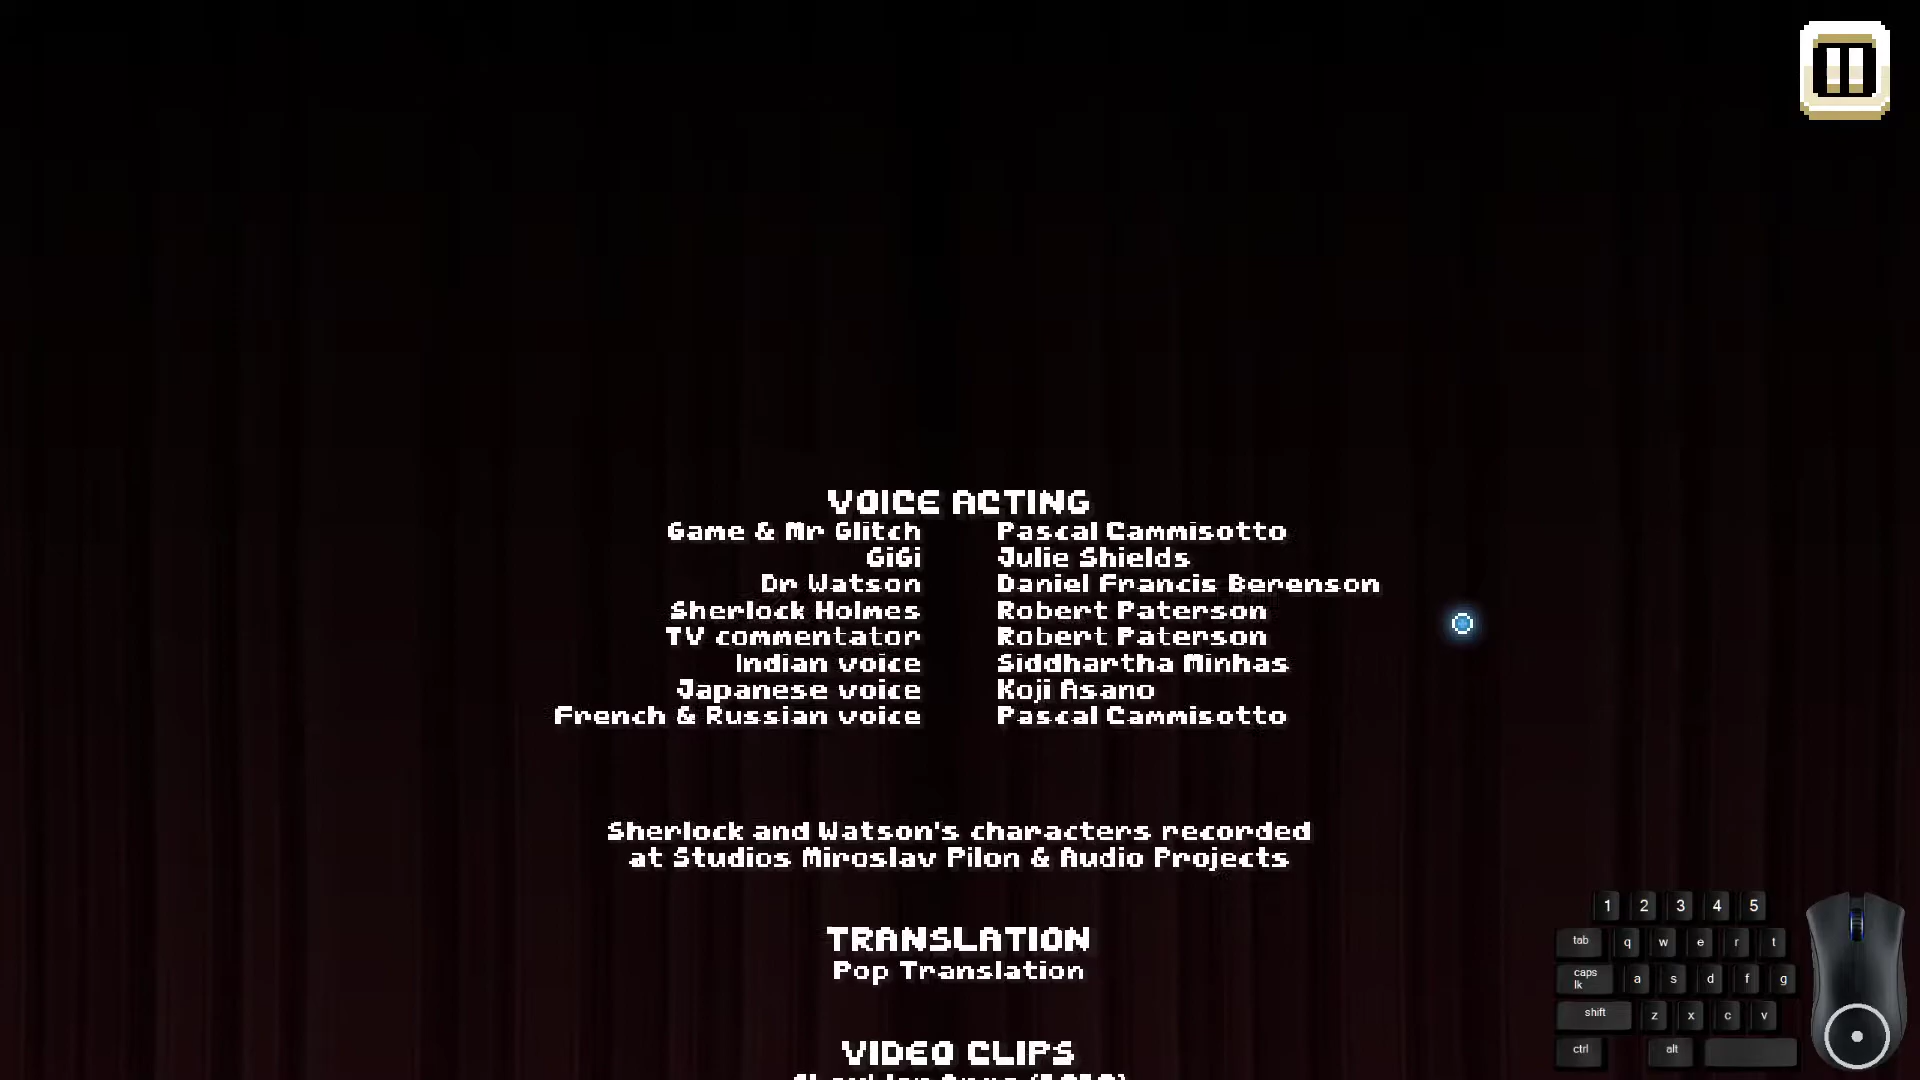 VOICE ACTING
Game & Mr Glitch Pascal Cammisotto
GiGi Julie Shields
Dr Watson Daniel Francis Berenson
Sherlock Holmes Robert Paterson
TV commentator Robert Paterson
Indian voice Siddhartha Minhas
Japanese voice Koji Asano
French & Russian voice Pascal Cammisotto
Sherlock and Watson's characters recorded
at Studios Miroslav Pilon & Audio Projects
TRANSLATION
Pop Translation
VIDEO CLIPS
1 2 3 4 5
tab q w e r t
caps lk a s d f g
shift z x c v
ctrl alt